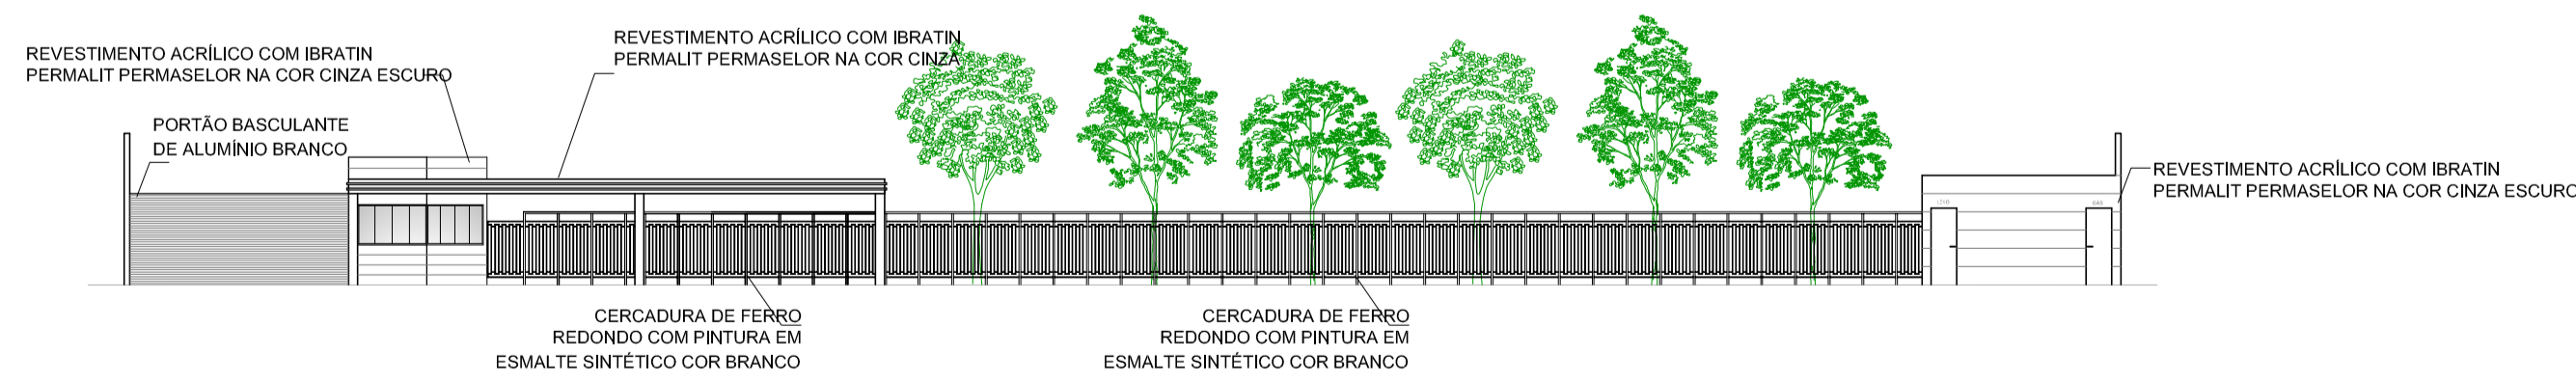 REVESTIMENTO ACRÍLICO COM IBRATIN
PERMALIT PERMASELOR NA COR CINZA ESCURO
REVESTIMENTO ACRÍLICO COM IBRATIN
PERMALIT PERMASELOR NA COR CINZA
PORTÃO BASCULANTE
DE ALUMÍNIO BRANCO
REVESTIMENTO ACRÍLICO COM IBRATIN
PERMALIT PERMASELOR NA COR CINZA ESCURO
LIXO
GÁS
CERCADURA DE FERRO
REDONDO COM PINTURA EM
ESMALTE SINTÉTICO COR BRANCO
CERCADURA DE FERRO
REDONDO COM PINTURA EM
ESMALTE SINTÉTICO COR BRANCO